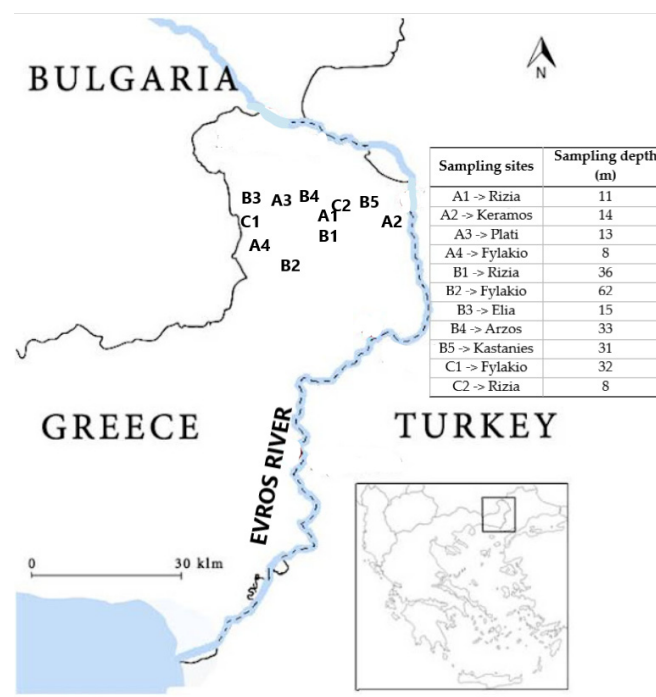 BULGARIA
N
Sampling sites Sampling depth (m)
A1 -> Rizia 11
A2 -> Keramos 14
A3 -> Plati 13
A4 -> Fylakio 8
B1 -> Rizia 36
B2 -> Fylakio 62
B3 -> Elia 15
B4 -> Arzos 33
B5 -> Kastanies 31
C1 -> Fylakio 32
C2 -> Rizia 8
B3 A3 B4 C2 B5
C1 A1 A2
A4 B1
B2
GREECE
TURKEY
EVROS RIVER
0 30 klm